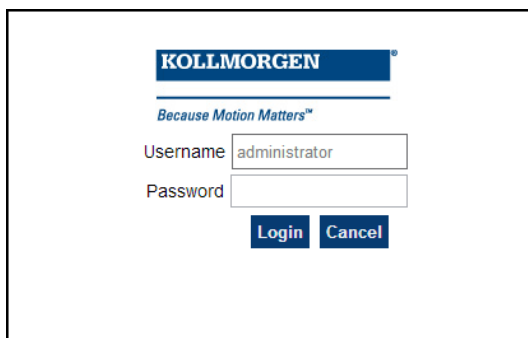 KOLLMORGEN®
Because Motion Matters™
Username administrator
Password
Login Cancel